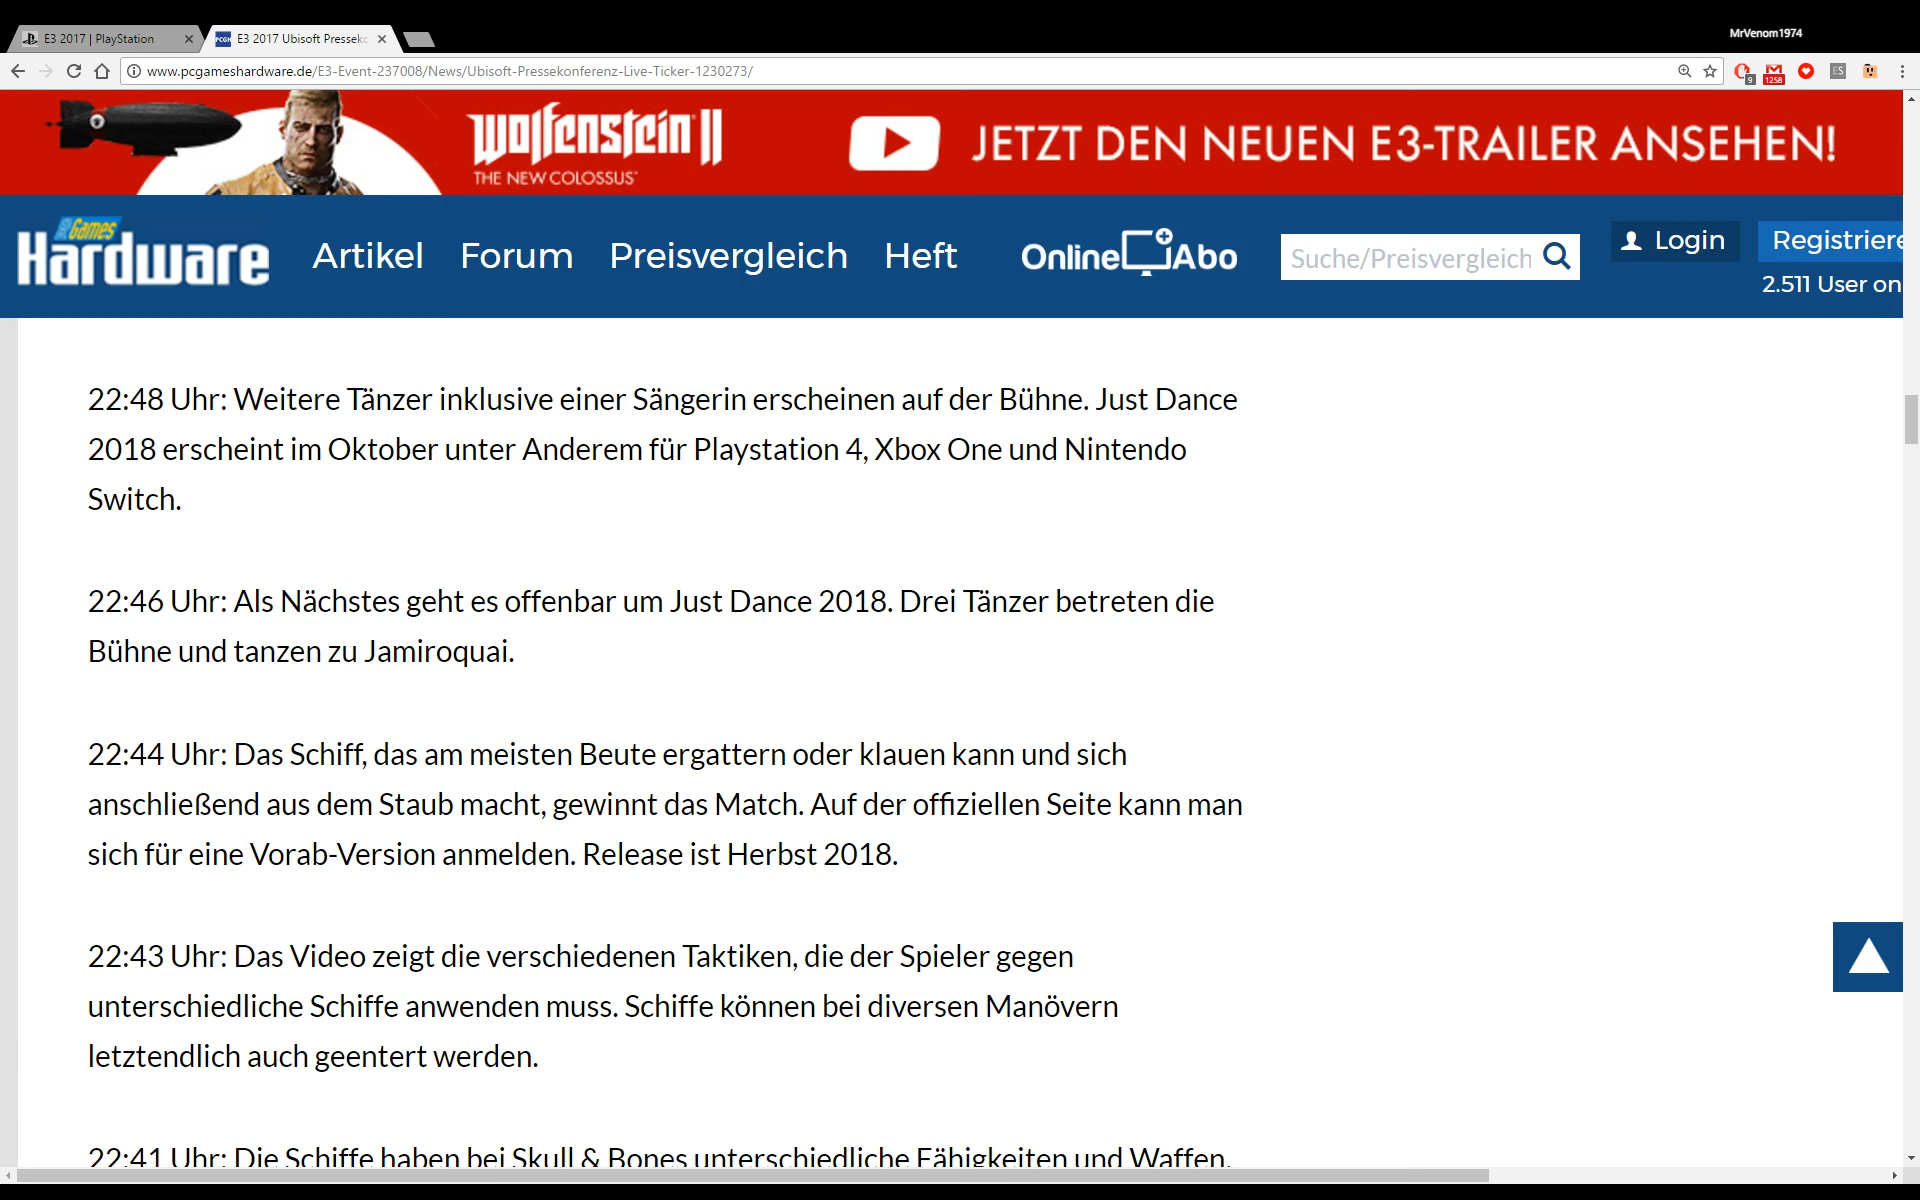 MrVenom1974
E3 2017 | PlayStation
E3 2017 Ubisoft Presseko
www.pcgameshardware.de/E3-Event-237008/News/Ubisoft-Pressekonferenz-Live-Ticker-1230273/
9
1258
ES
Wolfenstein II
THE NEW COLOSSUS
JETZT DEN NEUEN E3-TRAILER ANSEHEN!
PC Games
Hardware
Artikel
Forum
Preisvergleich
Heft
Online Abo
Suche/Preisvergleich
Login
Registriere
2.511 User on
22:48 Uhr: Weitere Tänzer inklusive einer Sängerin erscheinen auf der Bühne. Just Dance
2018 erscheint im Oktober unter Anderem für Playstation 4, Xbox One und Nintendo
Switch.
22:46 Uhr: Als Nächstes geht es offenbar um Just Dance 2018. Drei Tänzer betreten die
Bühne und tanzen zu Jamiroquai.
22:44 Uhr: Das Schiff, das am meisten Beute ergattern oder klauen kann und sich
anschließend aus dem Staub macht, gewinnt das Match. Auf der offiziellen Seite kann man
sich für eine Vorab-Version anmelden. Release ist Herbst 2018.
22:43 Uhr: Das Video zeigt die verschiedenen Taktiken, die der Spieler gegen
unterschiedliche Schiffe anwenden muss. Schiffe können bei diversen Manövern
letztendlich auch geentert werden.
22:41 Uhr: Die Schiffe haben bei Skull & Bones unterschiedliche Fähigkeiten und Waffen.